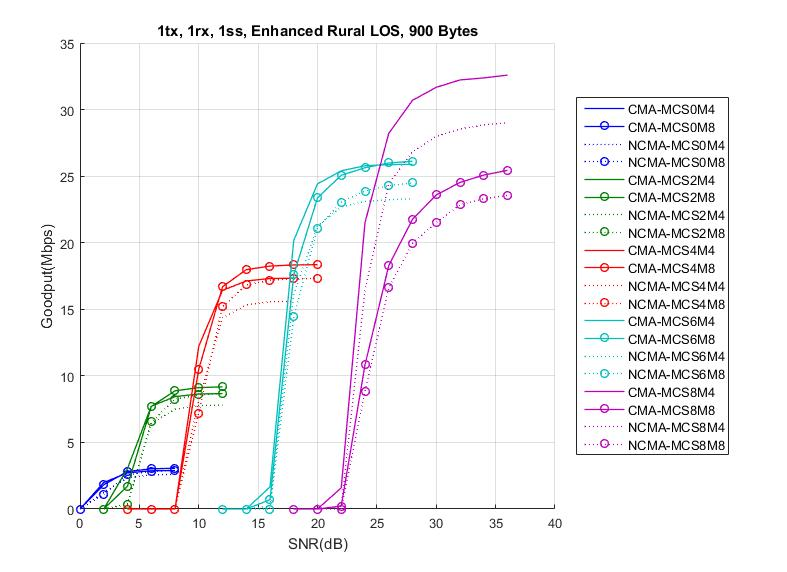 1tx, 1rx, 1ss, Enhanced Rural LOS, 900 Bytes
35
30
25
20
15
10
5
0
Goodput(Mbps)
0 5 10 15 20 25 30 35 40
SNR(dB)
CMA-MCS0M4
CMA-MCS0M8
NCMA-MCS0M4
NCMA-MCS0M8
CMA-MCS2M4
CMA-MCS2M8
NCMA-MCS2M4
NCMA-MCS2M8
CMA-MCS4M4
CMA-MCS4M8
NCMA-MCS4M4
NCMA-MCS4M8
CMA-MCS6M4
CMA-MCS6M8
NCMA-MCS6M4
NCMA-MCS6M8
CMA-MCS8M4
CMA-MCS8M8
NCMA-MCS8M4
NCMA-MCS8M8